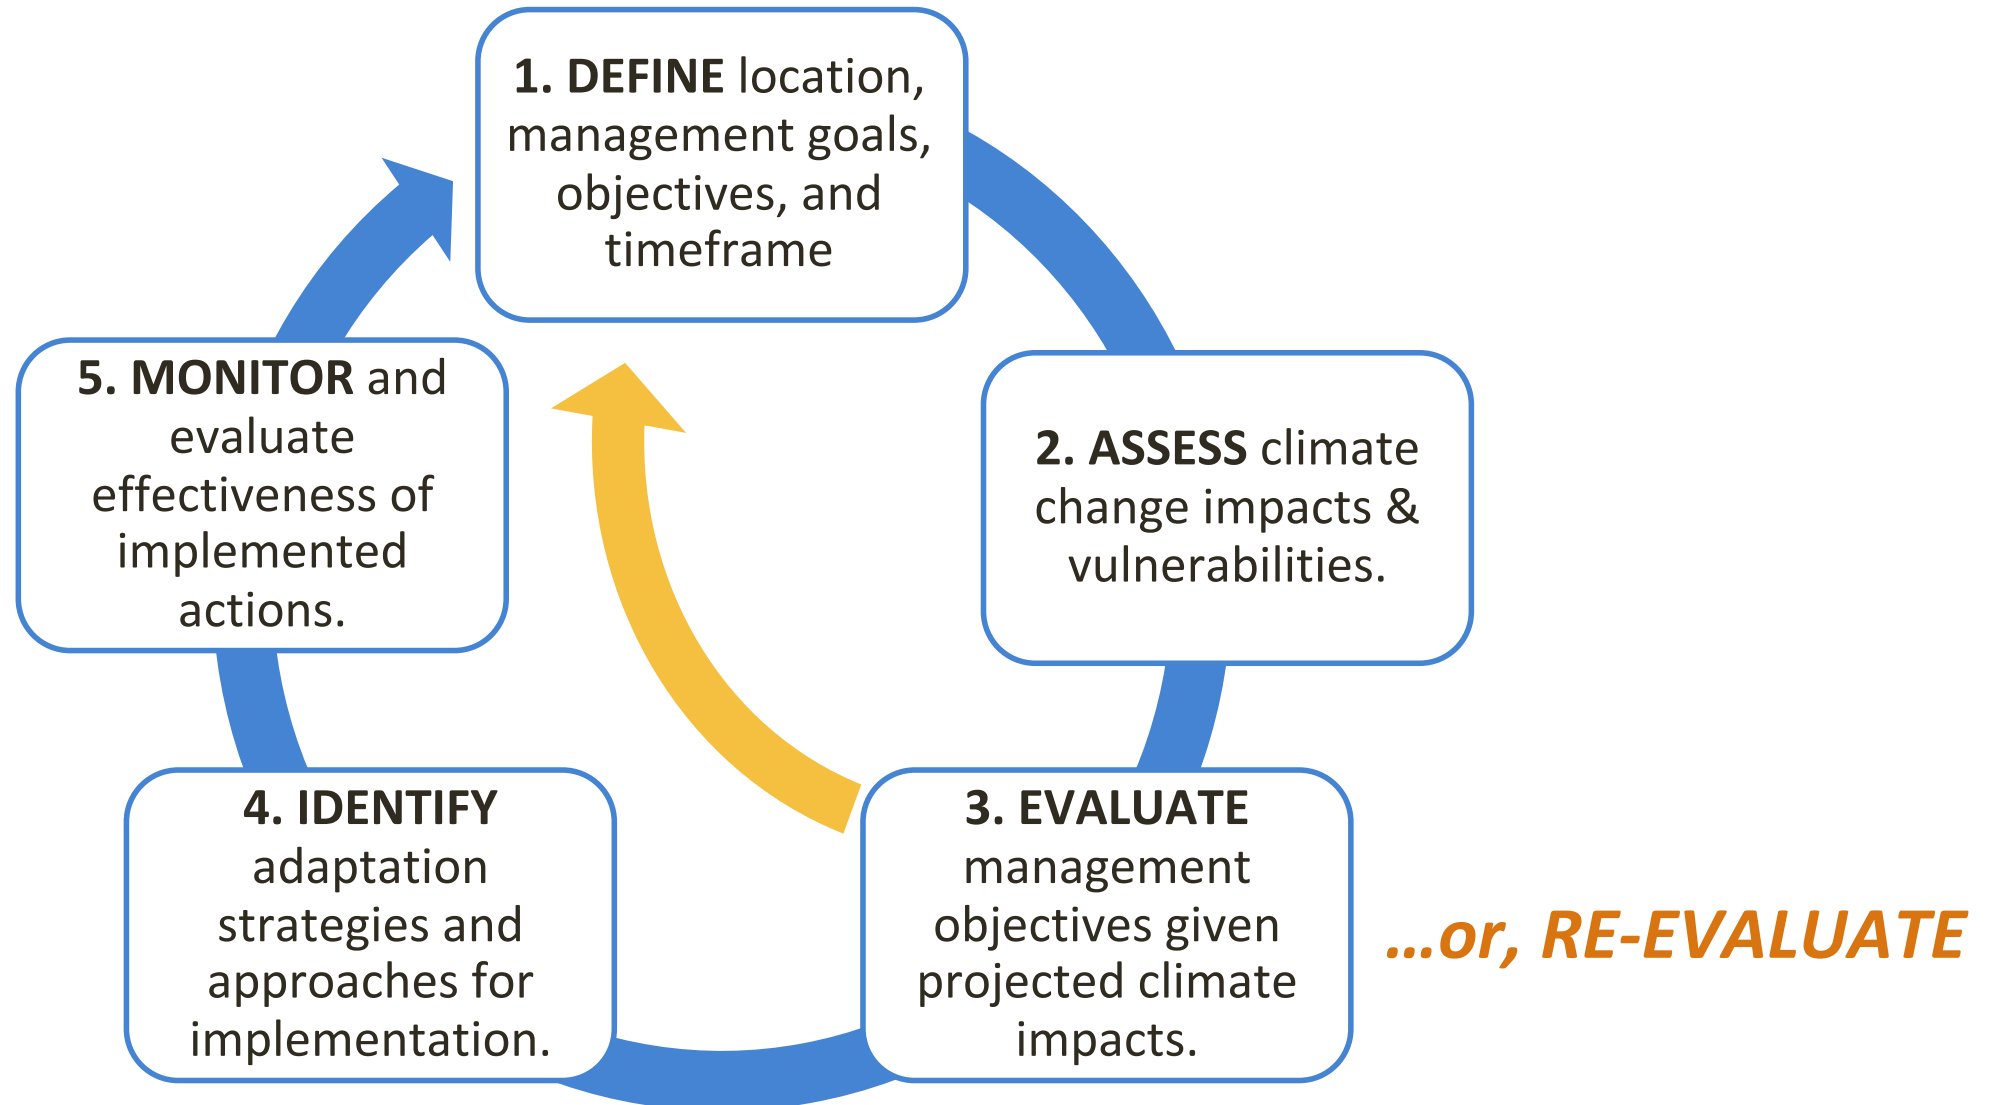 1. DEFINE location,
management goals,
objectives, and
timeframe
2. ASSESS climate
change impacts &
vulnerabilities.
3. EVALUATE
management
objectives given
projected climate
impacts.
...or, RE-EVALUATE
4. IDENTIFY
adaptation
strategies and
approaches for
implementation.
5. MONITOR and
evaluate
effectiveness of
implemented
actions.